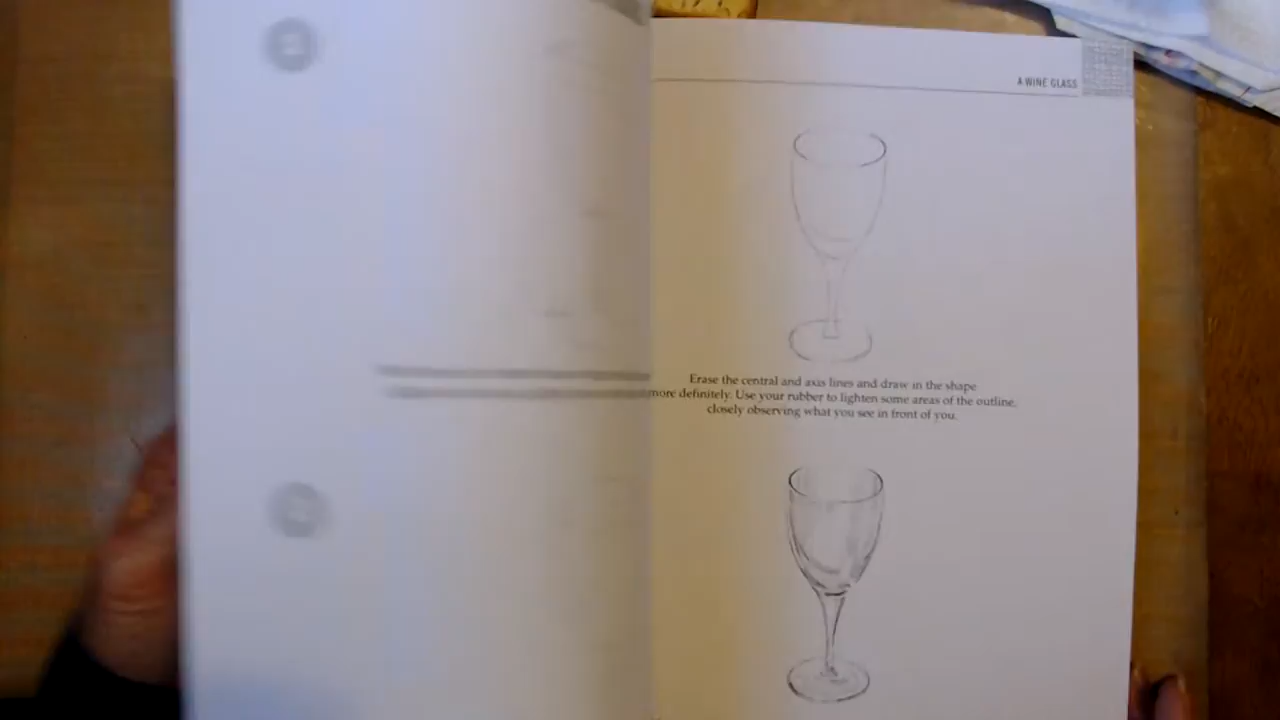 A WINE GLASS
Erase the central and axis lines and draw in the shape
more definitely. Use your rubber to lighten some areas of the outline,
closely observing what you see in front of you.